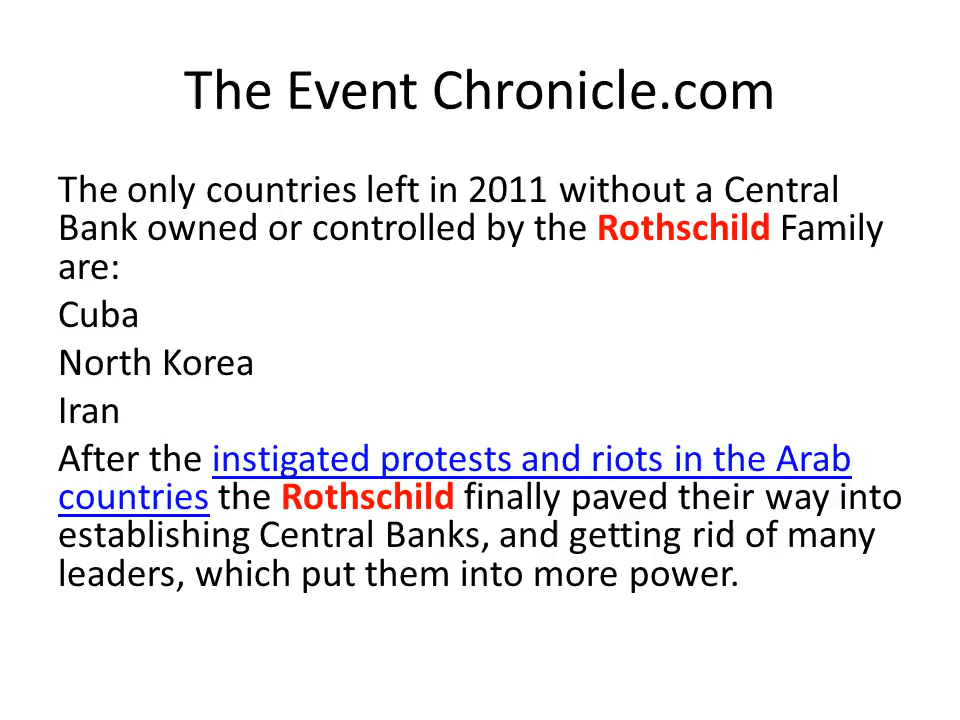 The Event Chronicle.com
The only countries left in 2011 without a Central
Bank owned or controlled by the Rothschild Family
are:
Cuba
North Korea
Iran
After the instigated protests and riots in the Arab
countries the Rothschild finally paved their way into
establishing Central Banks, and getting rid of many
leaders, which put them into more power.